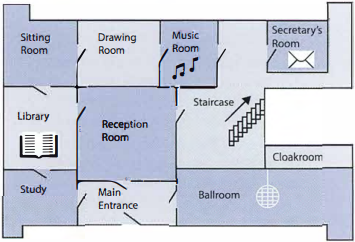 Sitting
Room
Drawing
Room
Music
Room
Secretary's
Room
Library
Reception
Room
Staircase
Cloakroom
Study
Main
Entrance
Ballroom